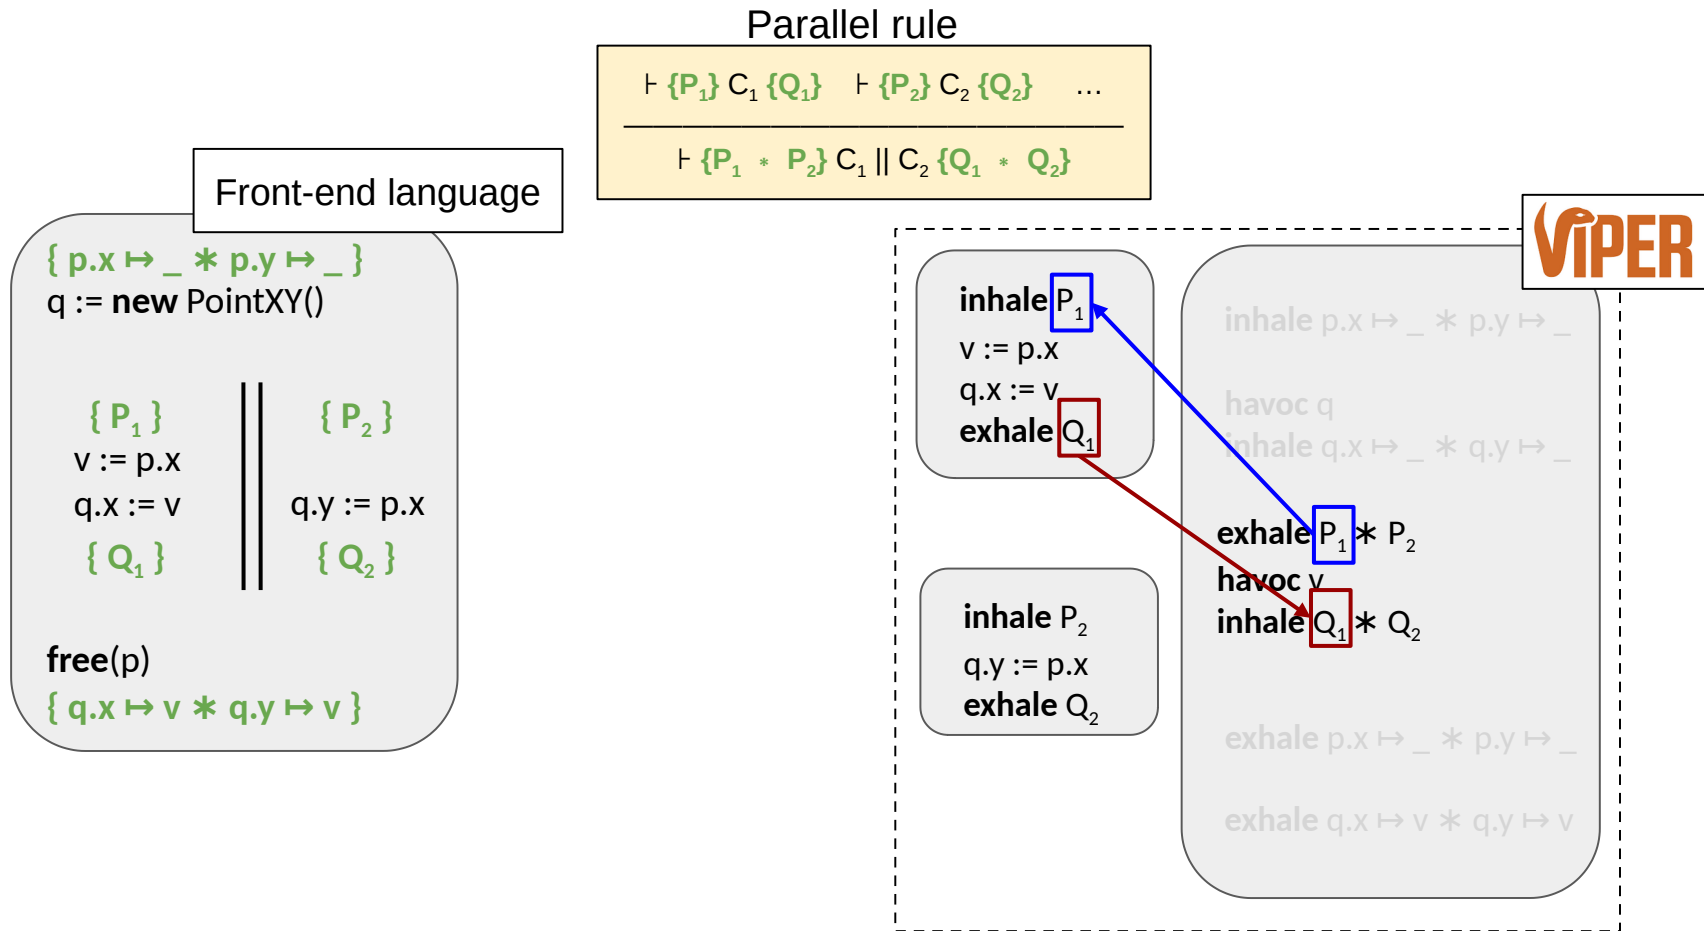 Parallel rule
⊦ {P₁} C₁ {Q₁} ⊦ {P₂} C₂ {Q₂} …
⊦ {P₁ * P₂} C₁ || C₂ {Q₁ * Q₂}
Front-end language
{ p.x ↦ _ ∗ p.y ↦ _ }
q := new PointXY()
{ P₁ } { P₂ }
v := p.x
q.x := v q.y := p.x
{ Q₁ } { Q₂ }
free(p)
{ q.x ↦ v ∗ q.y ↦ v }
VIPER
inhale P₁
v := p.x
q.x := v
exhale Q₁
inhale P₂
q.y := p.x
exhale Q₂
inhale p.x ↦ _ ∗ p.y ↦ _
havoc q
inhale q.x ↦ _ ∗ q.y ↦ _
exhale P₁ ∗ P₂
havoc v
inhale Q₁ ∗ Q₂
exhale p.x ↦ _ ∗ p.y ↦ _
exhale q.x ↦ v ∗ q.y ↦ v